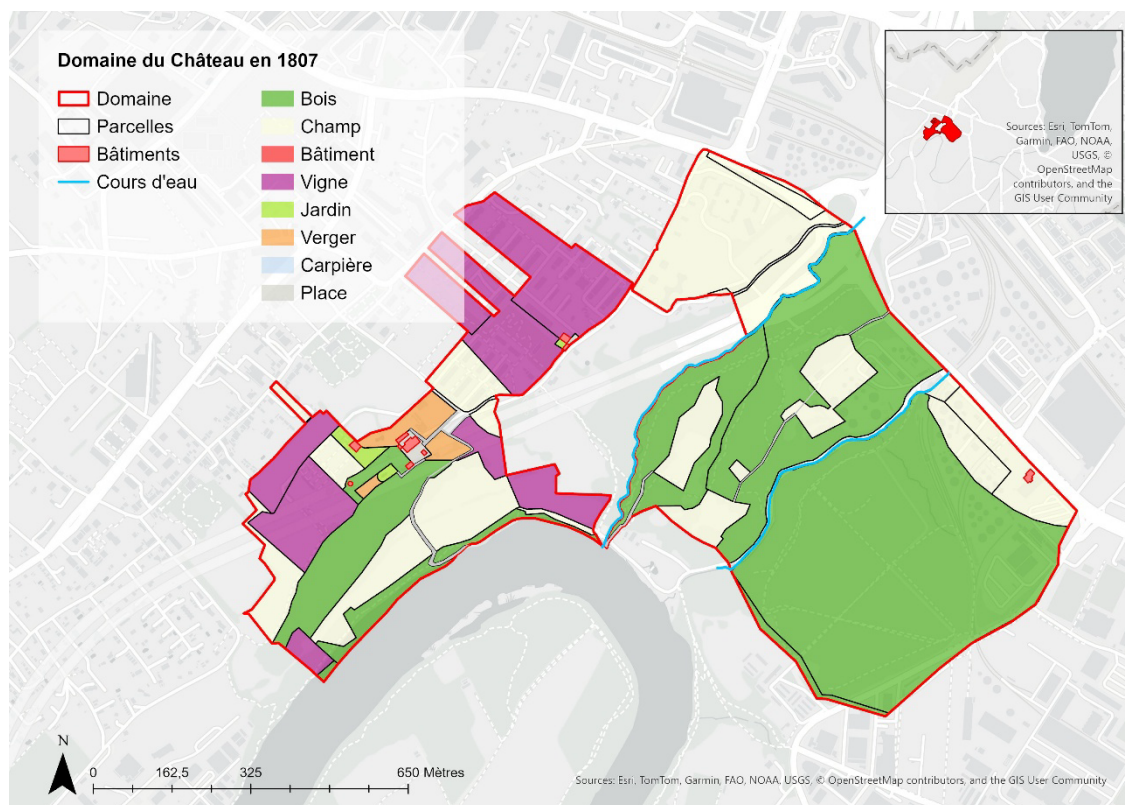 Domaine du Château en 1807
Domaine
Parcelles
Bâtiments
Cours d'eau
Bois
Champ
Bâtiment
Vigne
Jardin
Verger
Carpière
Place
Sources: Esri, TomTom,
Garmin, FAO, NOAA,
USGS, ©
OpenStreetMap
contributors, and the
GIS User Community
N
0 162,5 325 650 Mètres
Sources: Esri, TomTom, Garmin, FAO, NOAA, USGS, © OpenStreetMap contributors, and the GIS User Community